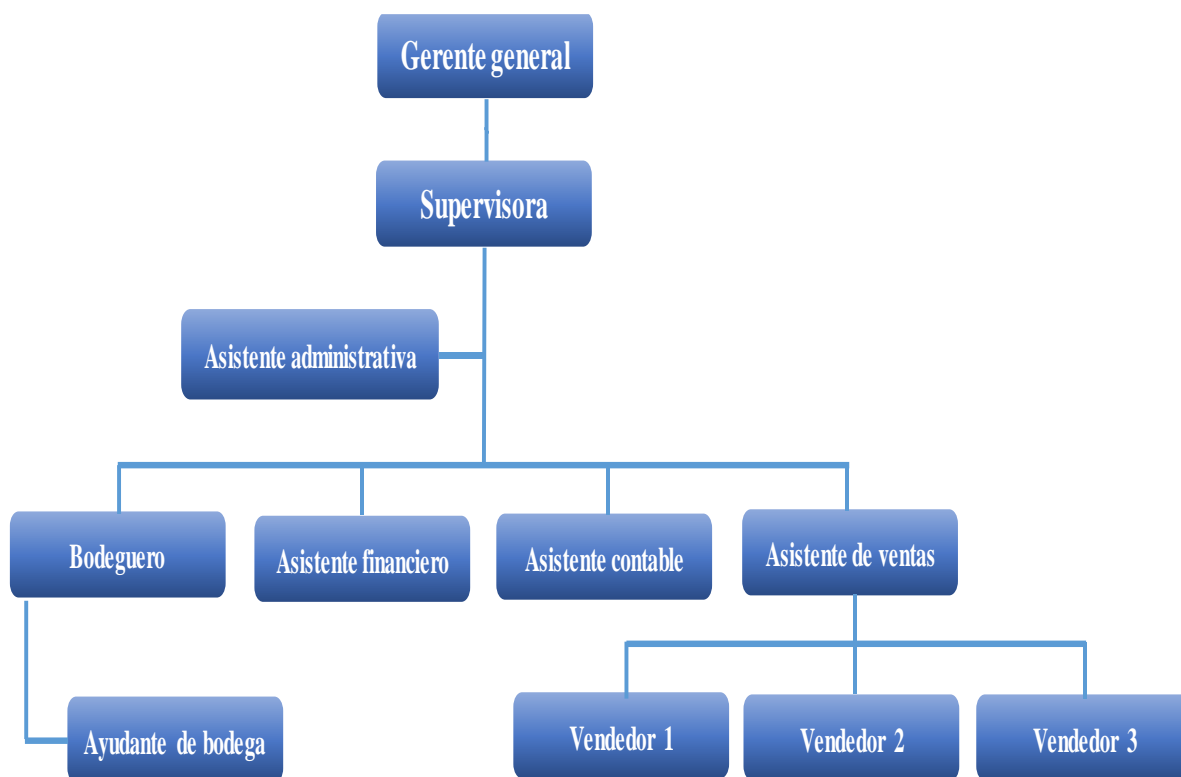 Gerente general
Supervisora
Asistente administrativa
Bodeguero
Asistente financiero
Asistente contable
Asistente de ventas
Ayudante de bodega
Vendedor 1
Vendedor 2
Vendedor 3